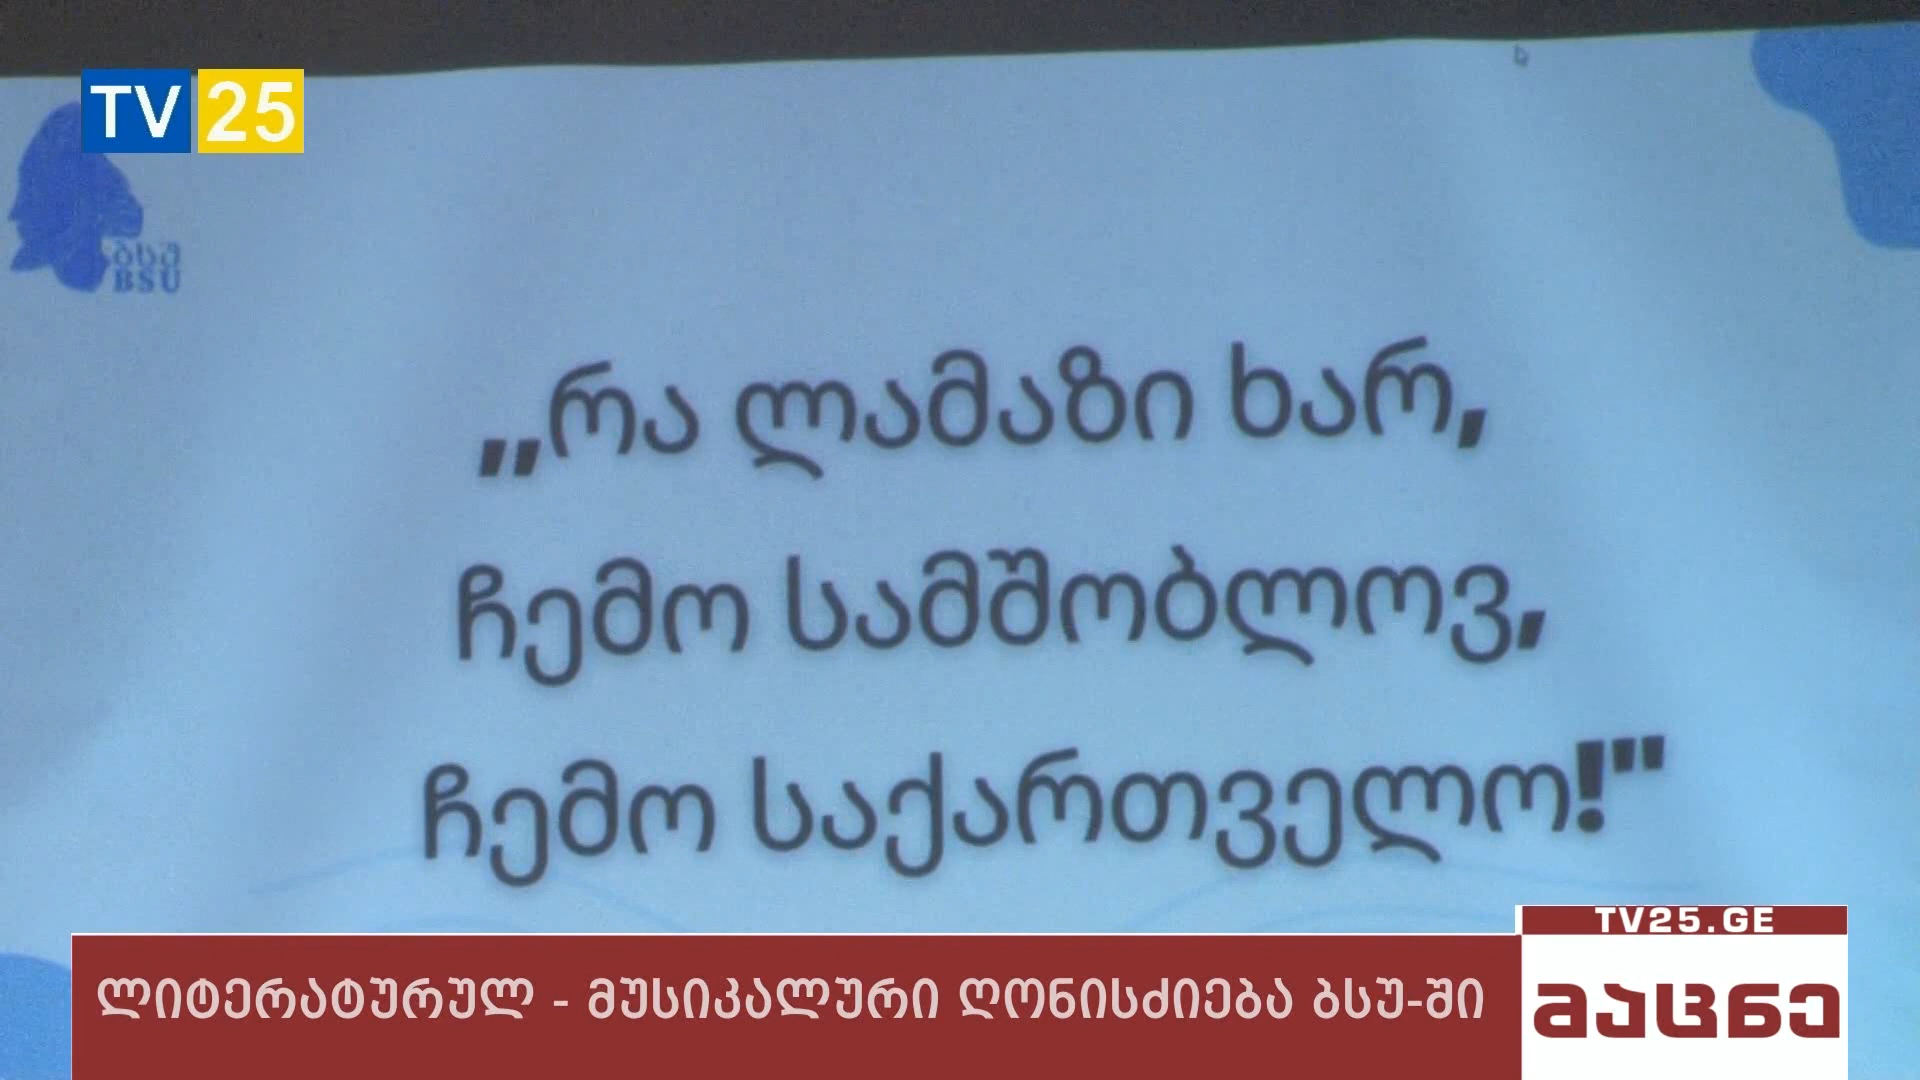 TV 25
ბსუ
BSU
,,რა ლამაზი ხარ,
ჩემო სამშობლოვ,
ჩემო საქართველო!"
TV25.GE
ლიტერატურულ - მუსიკალური ღონისძიება ბსუ-ში
მაცნე